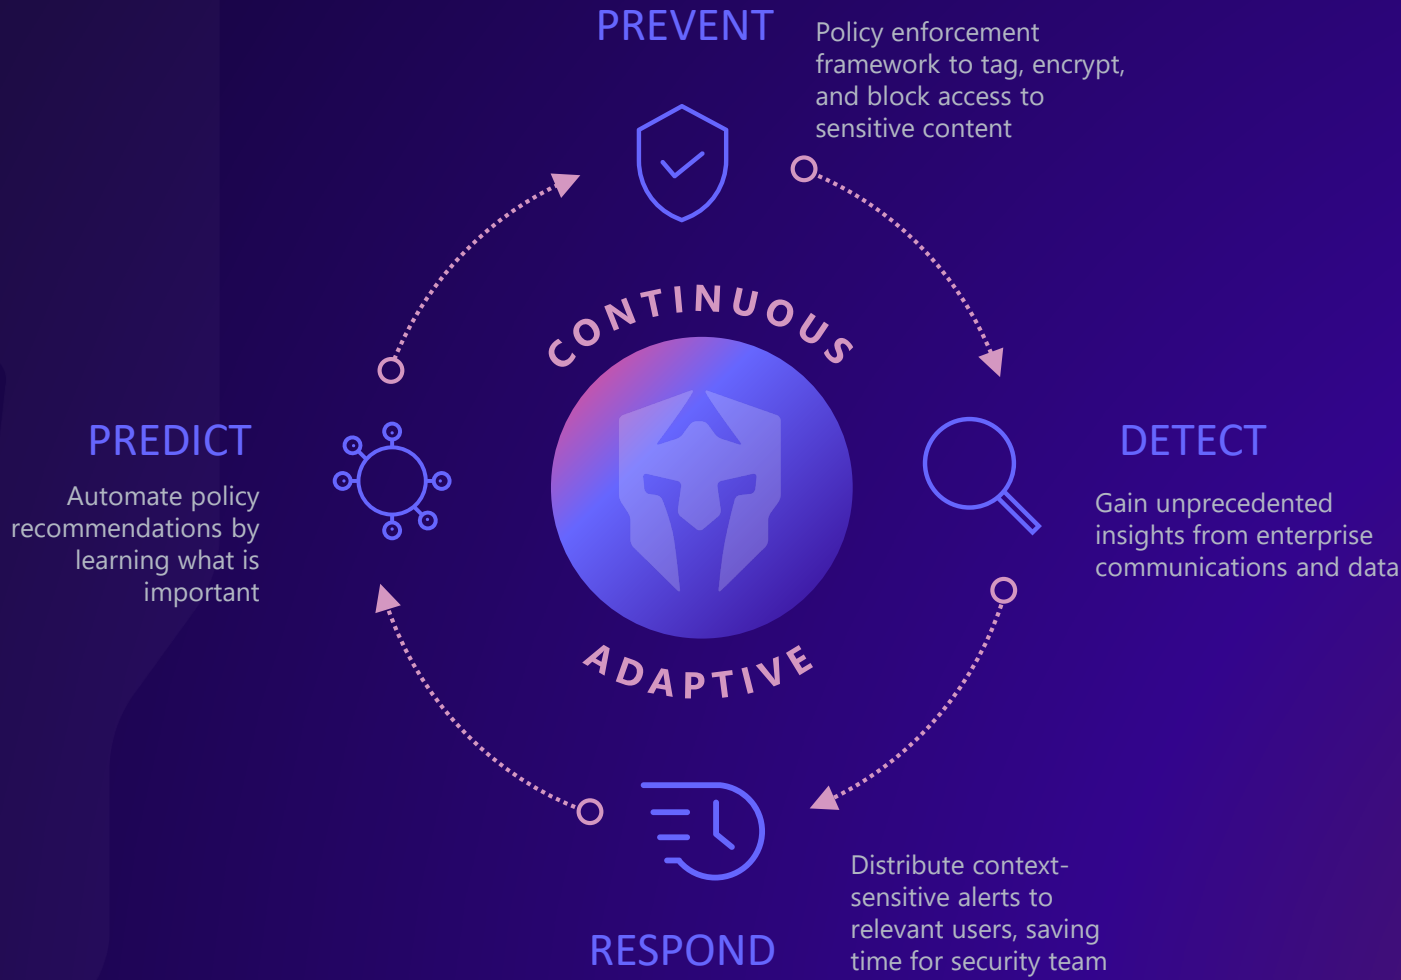 PREVENT
Policy enforcement
framework to tag, encrypt,
and block access to
sensitive content
CONTINUOUS
PREDICT
Automate policy
recommendations by
learning what is
important
DETECT
Gain unprecedented
insights from enterprise
communications and data
ADAPTIVE
RESPOND
Distribute context-
sensitive alerts to
relevant users, saving
time for security team